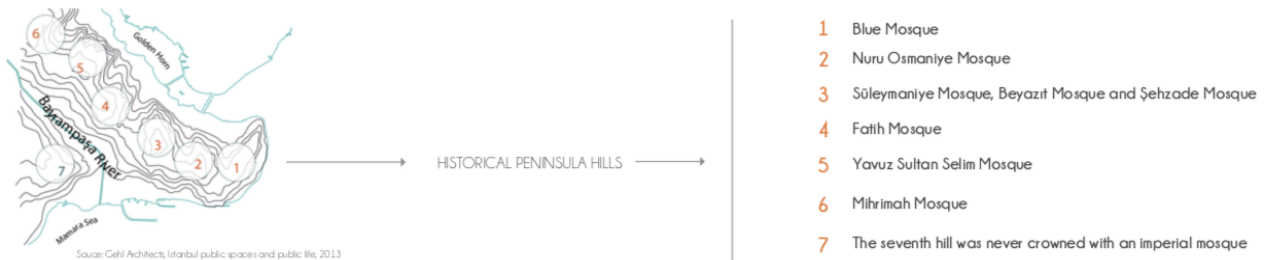 6
Golden Horn
5
4
Bayrampaşa River
3
2
1
7
Mamara Sea
Souce: Gehl Architects, Istanbul public spaces and public life, 2013
HISTORICAL PENINSULA HILLS
1 Blue Mosque
2 Nuru Osmaniye Mosque
3 Süleymaniye Mosque, Beyazıt Mosque and Şehzade Mosque
4 Fatih Mosque
5 Yavuz Sultan Selim Mosque
6 Mihrimah Mosque
7 The seventh hill was never crowned with an imperial mosque